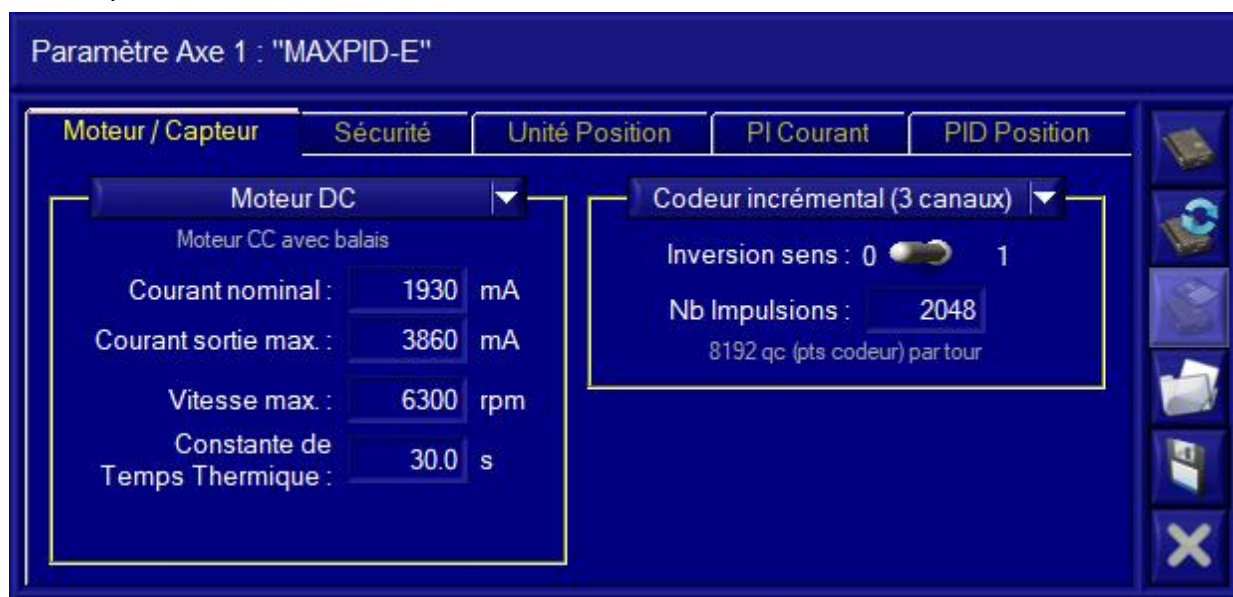 Paramètre Axe 1 : "MAXPID-E"
Moteur / Capteur
Sécurité
Unité Position
PI Courant
PID Position
Moteur DC
Moteur CC avec balais
Courant nominal : 1930 mA
Courant sortie max. : 3860 mA
Vitesse max. : 6300 rpm
Constante de
Temps Thermique : 30.0 s
Codeur incrémental (3 canaux)
Inversion sens : 0 1
Nb Impulsions : 2048
8192 qc (pts codeur) par tour